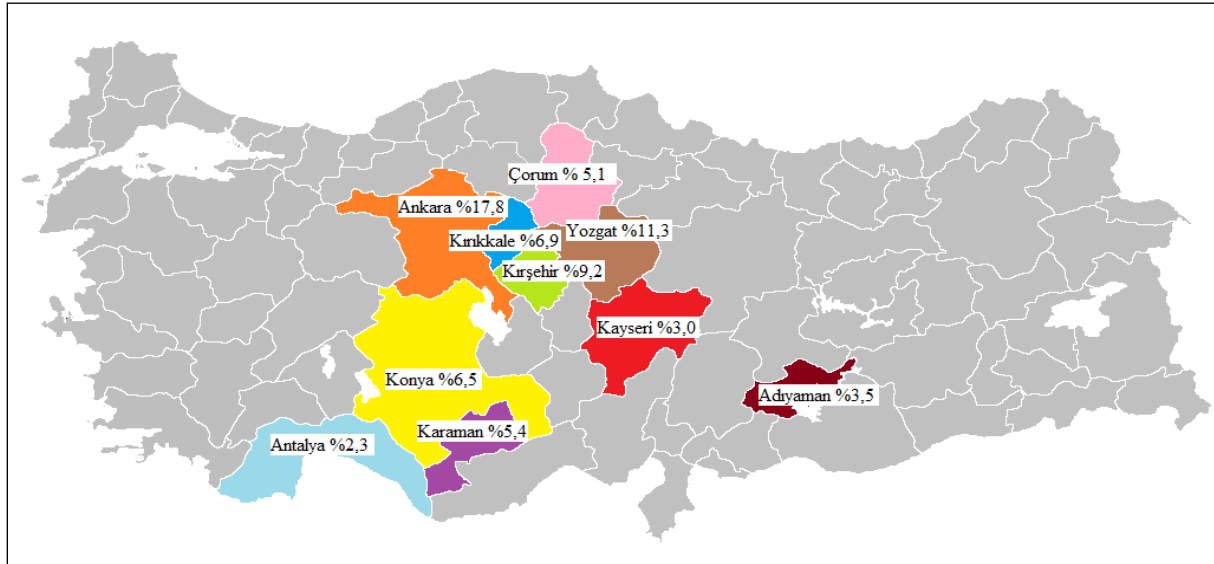 Çorum % 5,1
Ankara %17,8
Yozgat %11,3
Kırıkkale %6,9
Kırşehir %9,2
Kayseri %3,0
Konya %6,5
Adıyaman %3,5
Karaman %5,4
Antalya %2,3